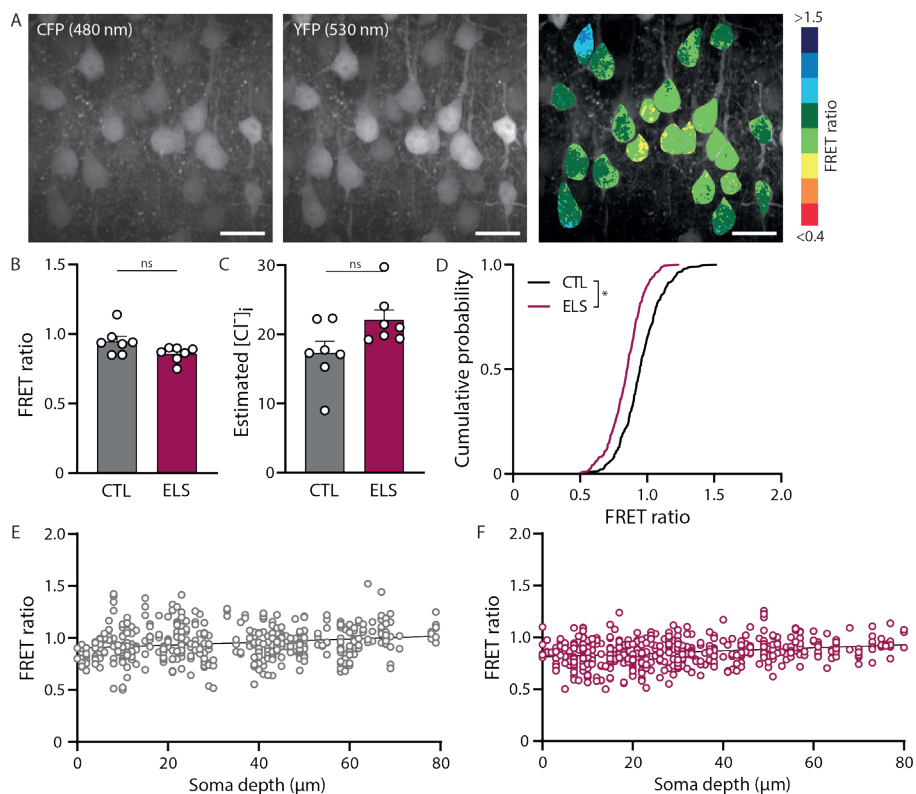 A
CFP (480 nm)
YFP (530 nm)
>1.5
FRET ratio
<0.4
B
FRET ratio
1.5
1.0
0.5
0
ns
CTL
ELS
C
Estimated [Cl⁻]i
30
20
10
0
ns
CTL
ELS
D
Cumulative probability
1.0
0.5
0
CTL
ELS
*
0
0.5
1.0
1.5
2.0
FRET ratio
E
FRET ratio
2.0
1.5
1.0
0.5
0
0
20
40
60
80
Soma depth (μm)
F
FRET ratio
2.0
1.5
1.0
0.5
0
0
20
40
60
80
Soma depth (μm)